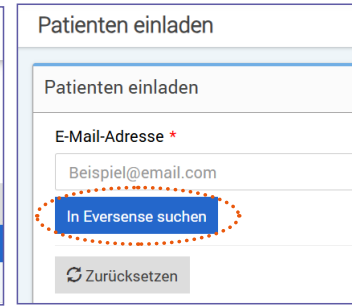 Patienten einladen
Patienten einladen
E-Mail-Adresse *
Beispiel@email.com
In Eversense suchen
Zurücksetzen